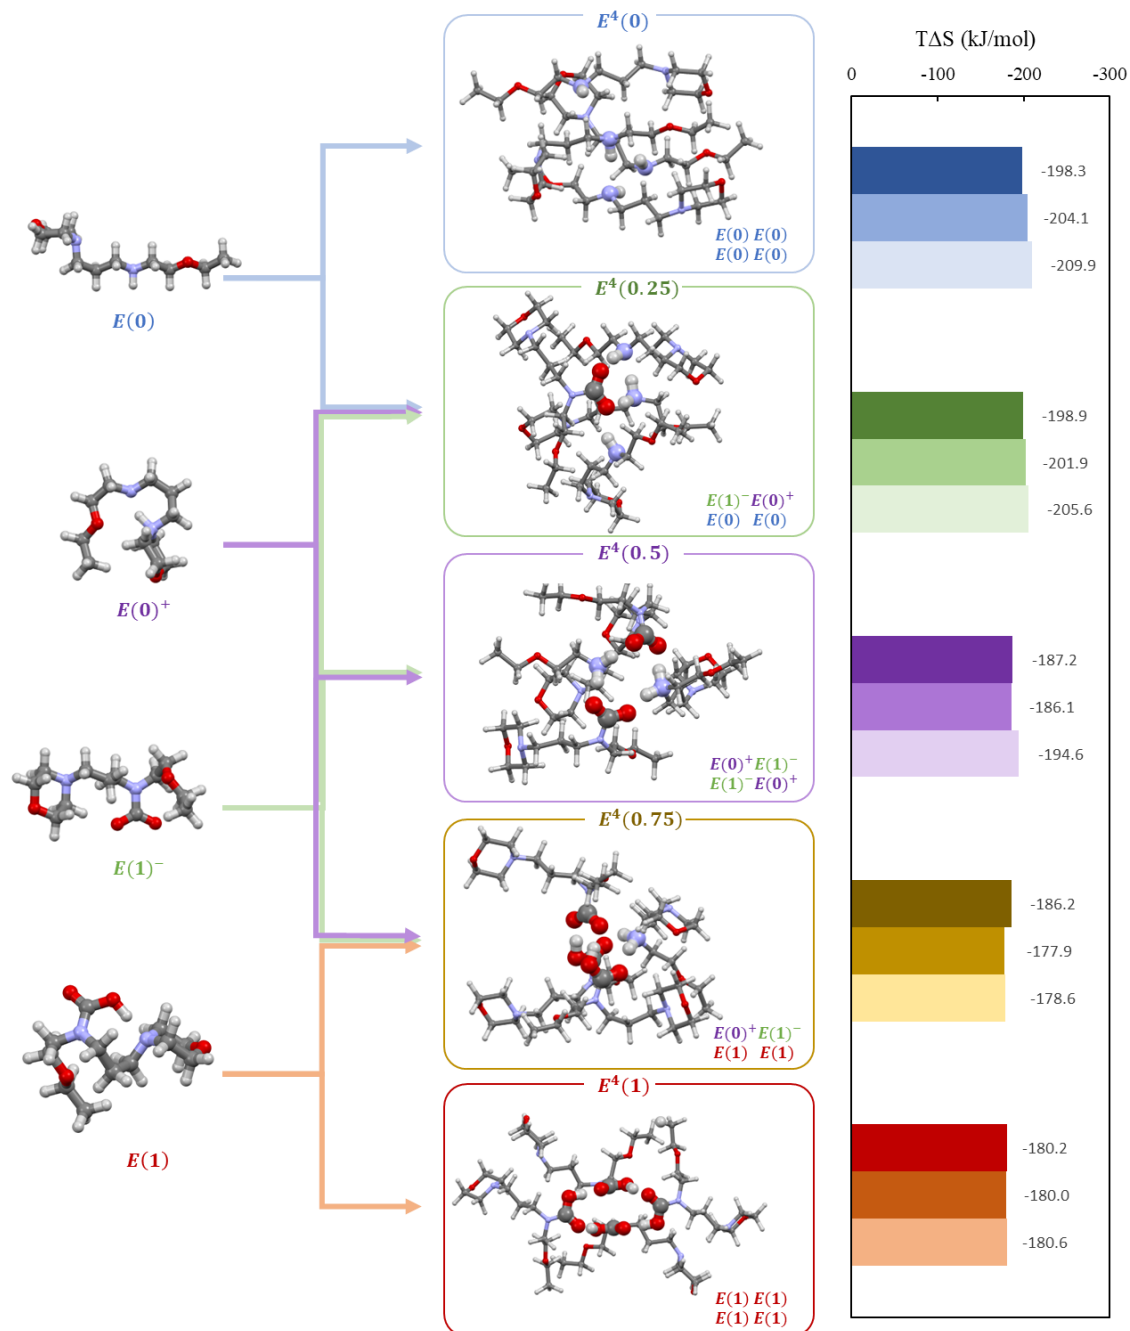 E(0)
E(0)⁺
E(1)⁻
E(1)
E⁴(0)
E(0) E(0)
E(0) E(0)
E⁴(0.25)
E(1)⁻E(0)⁺
E(0) E(0)
E⁴(0.5)
E(0)⁺E(1)⁻
E(1)⁻E(0)⁺
E⁴(0.75)
E(0)⁺E(1)⁻
E(1) E(1)
E⁴(1)
E(1) E(1)
E(1) E(1)
TΔS (kJ/mol)
0 -100 -200 -300
-198.3
-204.1
-209.9
-198.9
-201.9
-205.6
-187.2
-186.1
-194.6
-186.2
-177.9
-178.6
-180.2
-180.0
-180.6